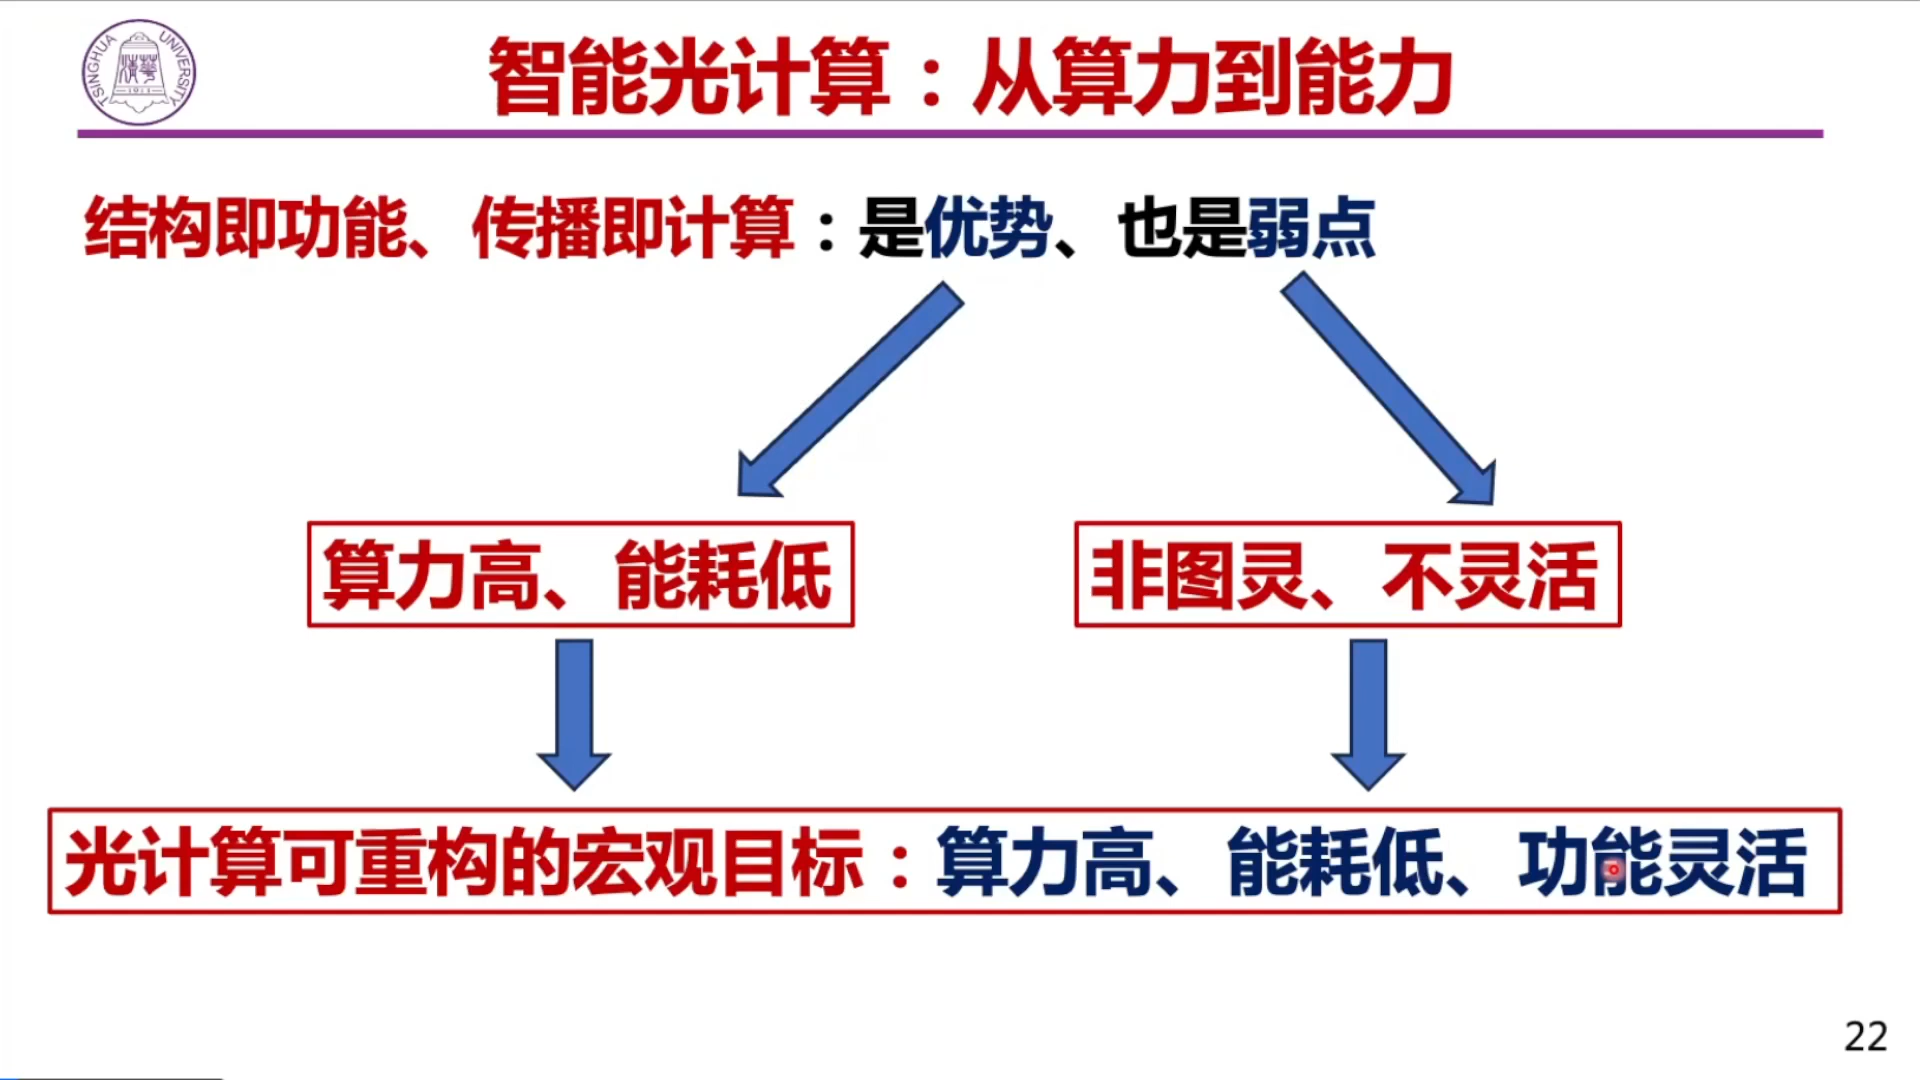 TSINGHUA UNIVERSITY
1911
智能光计算：从算力到能力
结构即功能、传播即计算：是优势、也是弱点
算力高、能耗低
非图灵、不灵活
光计算可重构的宏观目标：算力高、能耗低、功能灵活
22